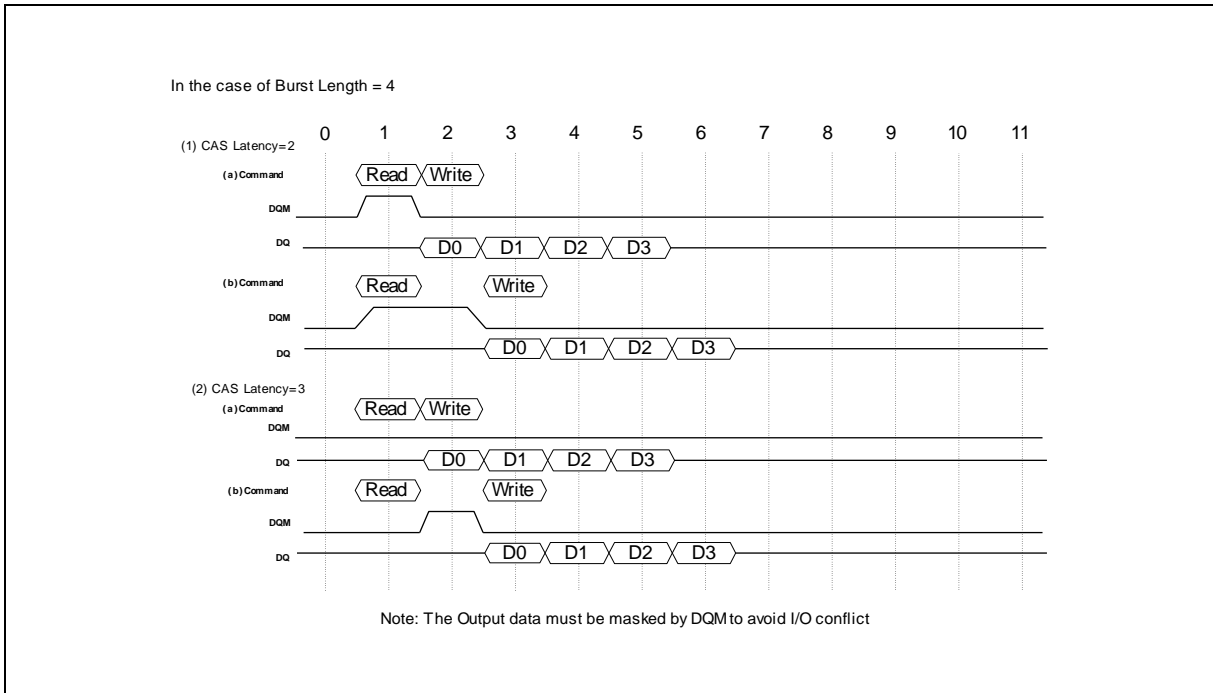 In the case of Burst Length = 4
0 1 2 3 4 5 6 7 8 9 10 11
(1) CAS Latency=2
(a)Command Read Write
DQM
DQ D0 D1 D2 D3
(b)Command Read Write
DQM
DQ D0 D1 D2 D3
(2) CAS Latency=3
(a)Command Read Write
DQM
DQ D0 D1 D2 D3
(b)Command Read Write
DQM
DQ D0 D1 D2 D3
Note: The Output data must be masked by DQM to avoid I/O conflict